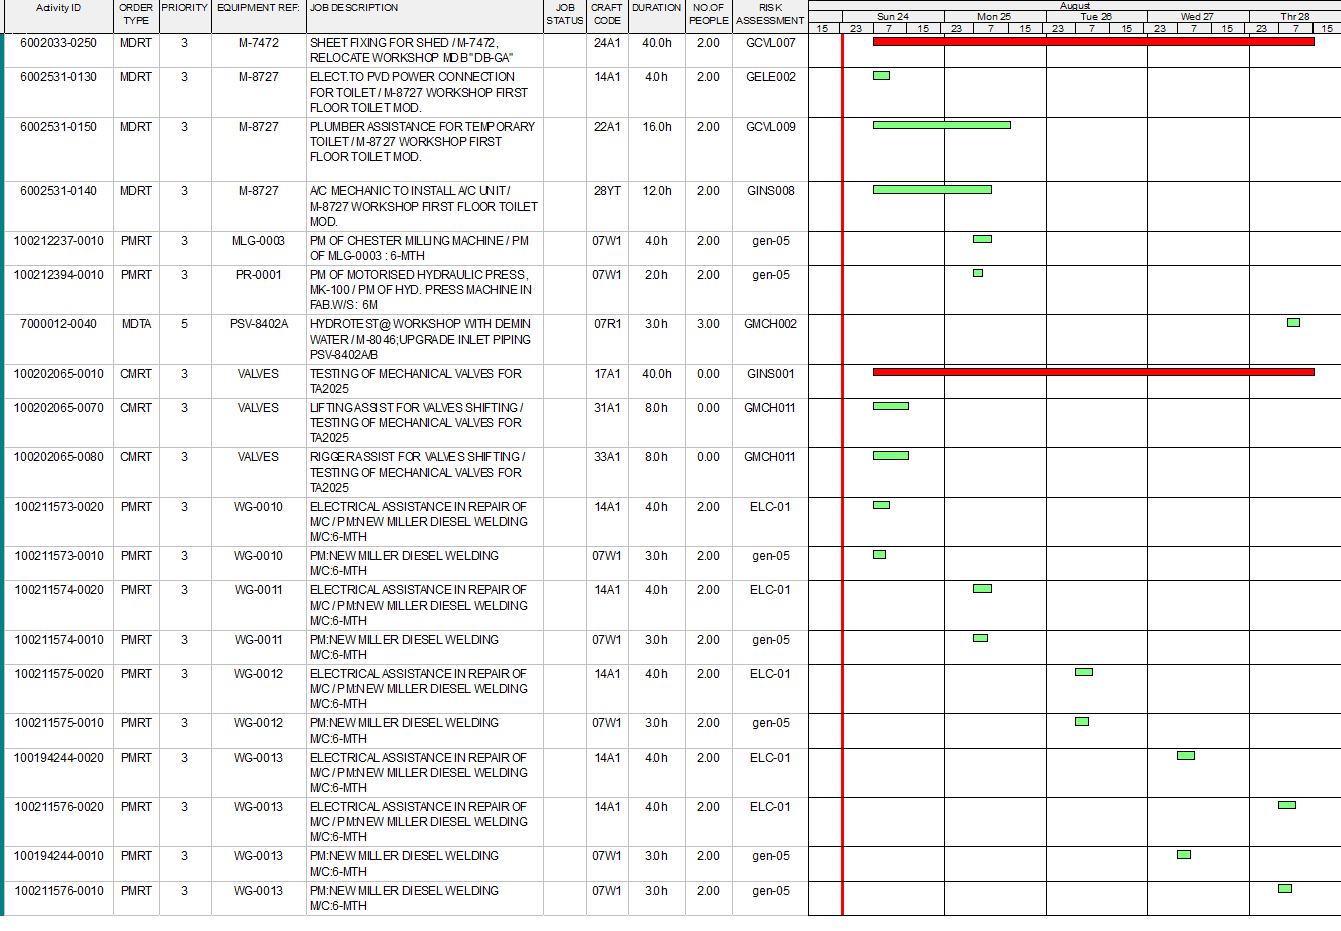 Activity ID ORDER TYPE PRIORITY EQUIPMENT REF: JOB DESCRIPTION JOB STATUS CRAFT CODE DURATION NO.OF PEOPLE RISK ASSESSMENT
August
Sun 24 Mon 25 Tue 26 Wed 27 Thr 28
15 23 7 15 23 7 15 23 7 15 23 7 15 23 7 15
6002033-0250 MDRT 3 M-7472 SHEET FIXING FOR SHED / M-7472, 24A1 40.0h 2.00 GCVL007
RELOCATE WORKSHOP MDB "DB-GA"
6002531-0130 MDRT 3 M-8727 ELECT.TO PVD POWER CONNECTION 14A1 4.0h 2.00 GELE002
FOR TOILET / M-8727 WORKSHOP FIRST
FLOOR TOILET MOD.
6002531-0150 MDRT 3 M-8727 PLUMBER ASSISTANCE FOR TEMPORARY 22A1 16.0h 2.00 GCVL009
TOILET / M-8727 WORKSHOP FIRST
FLOOR TOILET MOD.
6002531-0140 MDRT 3 M-8727 A/C MECHANIC TO INSTALL A/C UNIT / 28YT 12.0h 2.00 GINS008
M-8727 WORKSHOP FIRST FLOOR TOILET
MOD.
100212237-0010 PMRT 3 MLG-0003 PM OF CHESTER MILLING MACHINE / PM 07W1 4.0h 2.00 gen-05
OF MLG-0003 : 6-MTH
100212394-0010 PMRT 3 PR-0001 PM OF MOTORISED HYDRAULIC PRESS, 07W1 2.0h 2.00 gen-05
MK-100 / PM OF HYD. PRESS MACHINE IN
FAB.W/S : 6M
7000012-0040 MDTA 5 PSV-8402A HYDROTEST@ WORKSHOP WITH DEMIN 07R1 3.0h 3.00 GMCH002
WATER / M-8046;UPGRADE INLET PIPING
PSV-8402A/B
100202065-0010 CMRT 3 VALVES TESTING OF MECHANICAL VALVES FOR 17A1 40.0h 0.00 GINS001
TA2025
100202065-0070 CMRT 3 VALVES LIFTING ASSIST FOR VALVES SHIFTING / 31A1 8.0h 0.00 GMCH011
TESTING OF MECHANICAL VALVES FOR
TA2025
100202065-0080 CMRT 3 VALVES RIGGER ASSIST FOR VALVES SHIFTING / 33A1 8.0h 0.00 GMCH011
TESTING OF MECHANICAL VALVES FOR
TA2025
100211573-0020 PMRT 3 WG-0010 ELECTRICAL ASSISTANCE IN REPAIR OF 14A1 4.0h 2.00 ELC-01
M/C / PM:NEW MILLER DIESEL WELDING
M/C:6-MTH
100211573-0010 PMRT 3 WG-0010 PM:NEW MILLER DIESEL WELDING 07W1 3.0h 2.00 gen-05
M/C:6-MTH
100211574-0020 PMRT 3 WG-0011 ELECTRICAL ASSISTANCE IN REPAIR OF 14A1 4.0h 2.00 ELC-01
M/C / PM:NEW MILLER DIESEL WELDING
M/C:6-MTH
100211574-0010 PMRT 3 WG-0011 PM:NEW MILLER DIESEL WELDING 07W1 3.0h 2.00 gen-05
M/C:6-MTH
100211575-0020 PMRT 3 WG-0012 ELECTRICAL ASSISTANCE IN REPAIR OF 14A1 4.0h 2.00 ELC-01
M/C / PM:NEW MILLER DIESEL WELDING
M/C:6-MTH
100211575-0010 PMRT 3 WG-0012 PM:NEW MILLER DIESEL WELDING 07W1 3.0h 2.00 gen-05
M/C:6-MTH
100194244-0020 PMRT 3 WG-0013 ELECTRICAL ASSISTANCE IN REPAIR OF 14A1 4.0h 2.00 ELC-01
M/C / PM:NEW MILLER DIESEL WELDING
M/C:6-MTH
100211576-0020 PMRT 3 WG-0013 ELECTRICAL ASSISTANCE IN REPAIR OF 14A1 4.0h 2.00 ELC-01
M/C / PM:NEW MILLER DIESEL WELDING
M/C:6-MTH
100194244-0010 PMRT 3 WG-0013 PM:NEW MILLER DIESEL WELDING 07W1 3.0h 2.00 gen-05
M/C:6-MTH
100211576-0010 PMRT 3 WG-0013 PM:NEW MILLER DIESEL WELDING 07W1 3.0h 2.00 gen-05
M/C:6-MTH